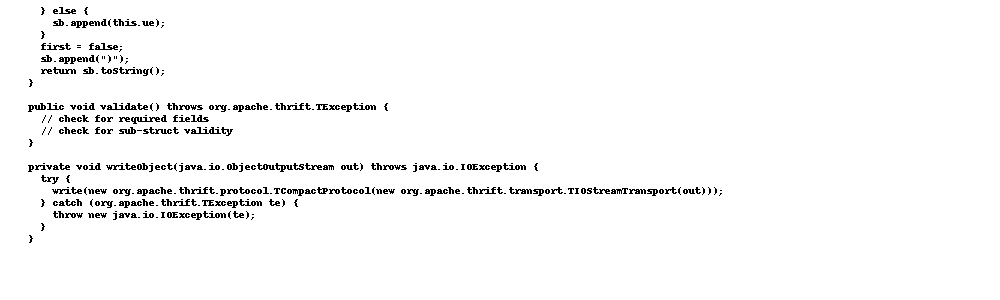 } else {
sb.append(this.ue);
}
first = false;
sb.append(")");
return sb.toString();
}
public void validate() throws org.apache.thrift.TException {
// check for required fields
// check for sub-struct validity
}
private void writeObject(java.io.ObjectOutputStream out) throws java.io.IOException {
try {
write(new org.apache.thrift.protocol.TCompactProtocol(new org.apache.thrift.transport.TIOStreamTransport(out)));
} catch (org.apache.thrift.TException te) {
throw new java.io.IOException(te);
}
}